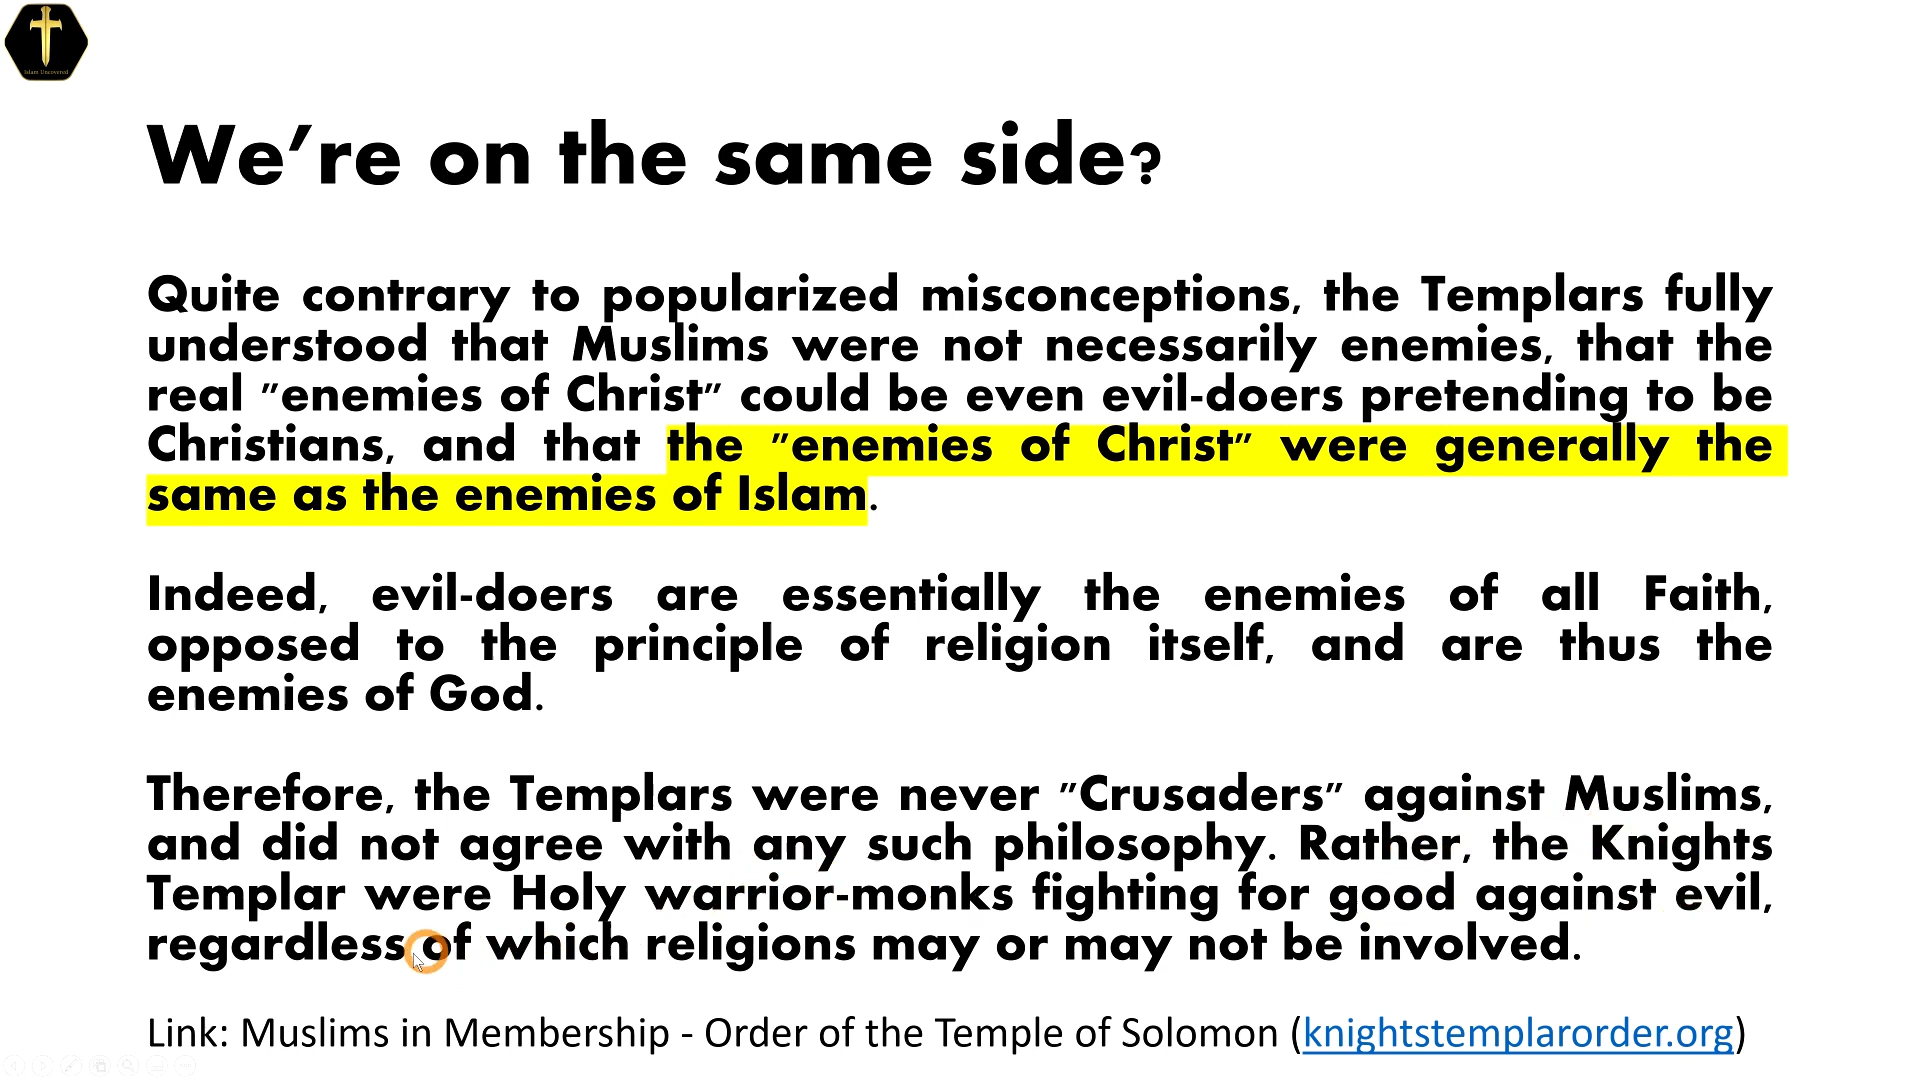 Islam Uncovered
We’re on the same side?
Quite contrary to popularized misconceptions, the Templars fully
understood that Muslims were not necessarily enemies, that the
real "enemies of Christ" could be even evil-doers pretending to be
Christians, and that the "enemies of Christ" were generally the
same as the enemies of Islam.
Indeed, evil-doers are essentially the enemies of all Faith,
opposed to the principle of religion itself, and are thus the
enemies of God.
Therefore, the Templars were never "Crusaders" against Muslims,
and did not agree with any such philosophy. Rather, the Knights
Templar were Holy warrior-monks fighting for good against evil,
regardless of which religions may or may not be involved.
Link: Muslims in Membership - Order of the Temple of Solomon (knightstemplarorder.org)